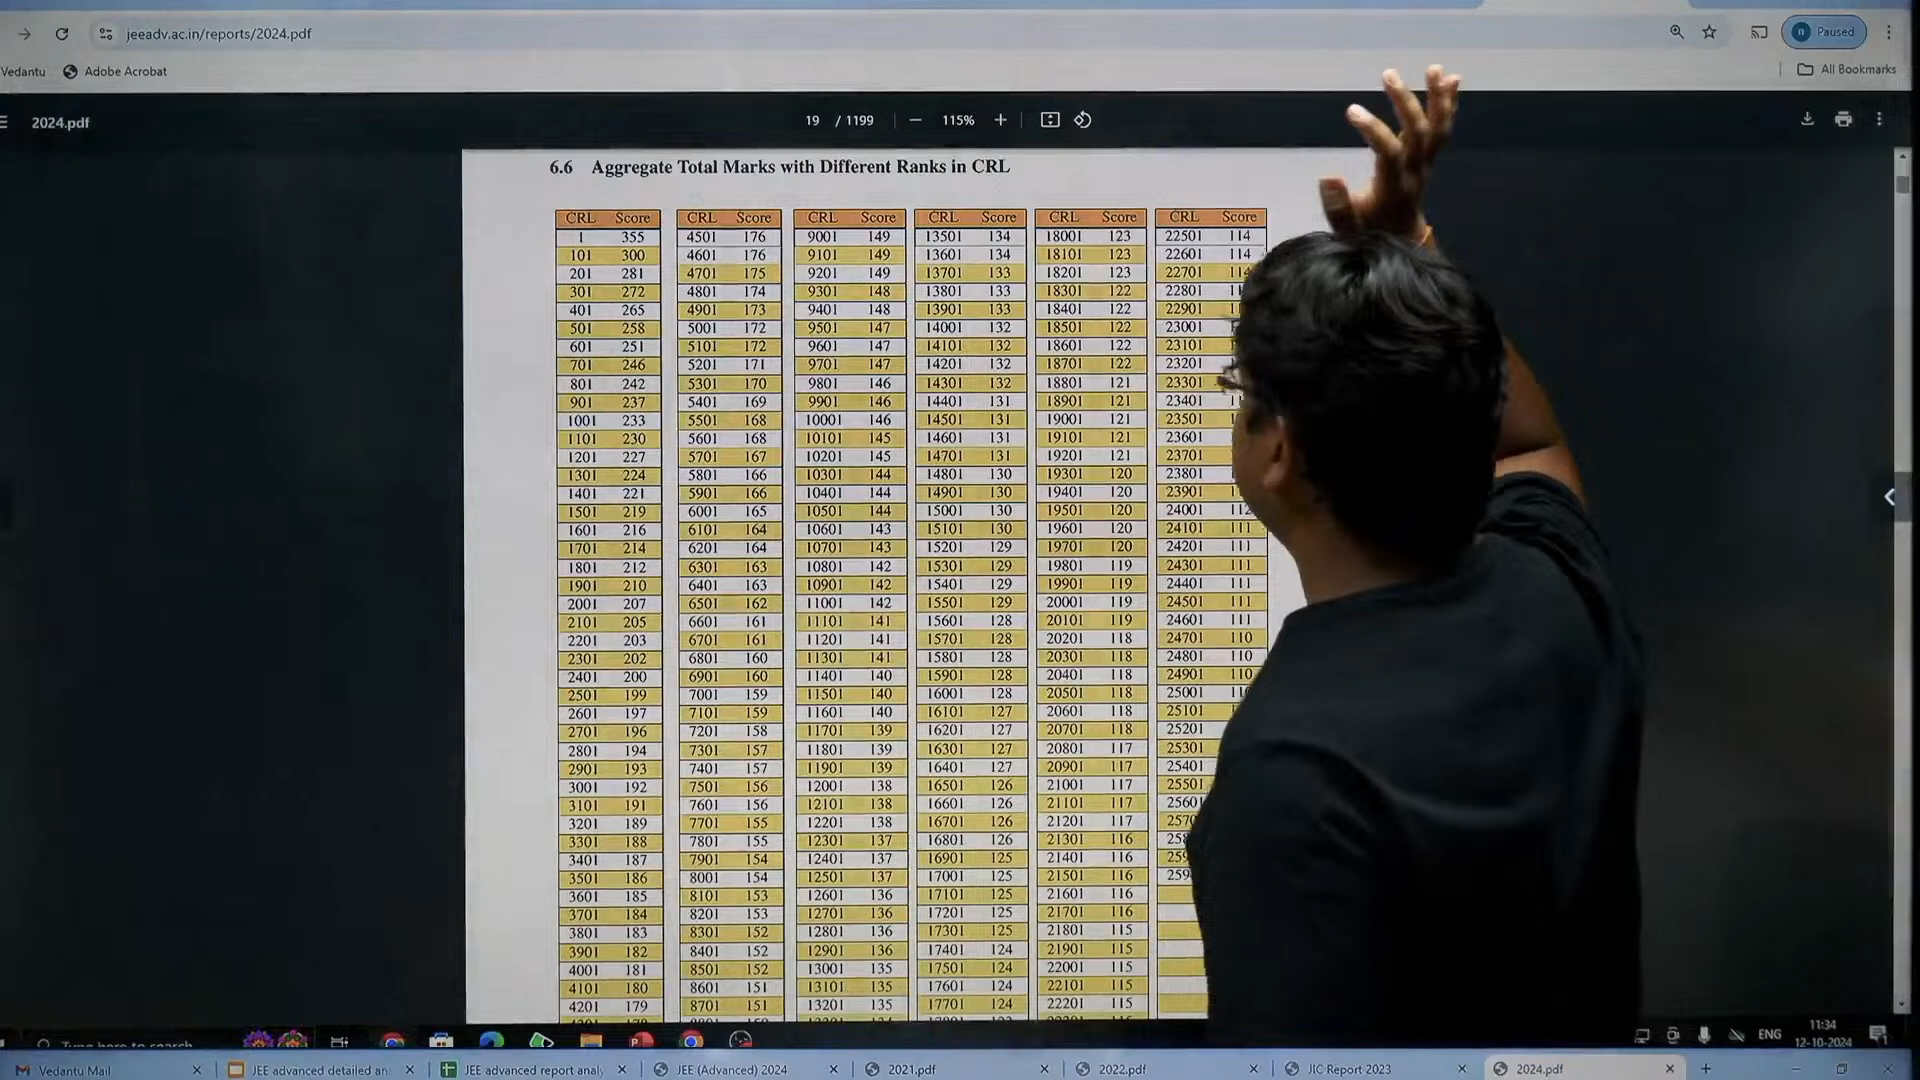 jeeadv.ac.in/reports/2024.pdf
Paused
Vedantu
Adobe Acrobat
All Bookmarks
2024.pdf
19 / 1199
115%
6.6 Aggregate Total Marks with Different Ranks in CRL
CRL Score CRL Score CRL Score CRL Score CRL Score CRL Score
1 355 4501 176 9001 149 13501 134 18001 123 22501 114
101 300 4601 176 9101 149 13601 134 18101 123 22601 114
201 281 4701 175 9201 149 13701 133 18201 123 22701 114
301 272 4801 174 9301 148 13801 133 18301 122 22801
401 265 4901 173 9401 148 13901 133 18401 122 22901
501 258 5001 172 9501 147 14001 132 18501 122 23001
601 251 5101 172 9601 147 14101 132 18601 122 23101
701 246 5201 171 9701 147 14201 132 18701 122 23201
801 242 5301 170 9801 146 14301 132 18801 121 23301
901 237 5401 169 9901 146 14401 131 18901 121 23401
1001 233 5501 168 10001 146 14501 131 19001 121 23501
1101 230 5601 168 10101 145 14601 131 19101 121 23601
1201 227 5701 167 10201 145 14701 131 19201 121 23701
1301 224 5801 166 10301 144 14801 130 19301 120 23801
1401 221 5901 166 10401 144 14901 130 19401 120 23901
1501 219 6001 165 10501 144 15001 130 19501 120 24001 112
1601 216 6101 164 10601 143 15101 130 19601 120 24101 111
1701 214 6201 164 10701 143 15201 129 19701 120 24201 111
1801 212 6301 163 10801 142 15301 129 19801 119 24301 111
1901 210 6401 163 10901 142 15401 129 19901 119 24401 111
2001 207 6501 162 11001 142 15501 129 20001 119 24501 111
2101 205 6601 161 11101 141 15601 128 20101 119 24601 111
2201 203 6701 161 11201 141 15701 128 20201 118 24701 110
2301 202 6801 160 11301 141 15801 128 20301 118 24801 110
2401 200 6901 160 11401 140 15901 128 20401 118 24901 110
2501 199 7001 159 11501 140 16001 128 20501 118 25001
2601 197 7101 159 11601 140 16101 127 20601 118 25101
2701 196 7201 158 11701 139 16201 127 20701 118 25201
2801 194 7301 157 11801 139 16301 127 20801 117 25301
2901 193 7401 157 11901 139 16401 127 20901 117 25401
3001 192 7501 156 12001 138 16501 126 21001 117 25501
3101 191 7601 156 12101 138 16601 126 21101 117 25601
3201 189 7701 155 12201 138 16701 126 21201 117
3301 188 7801 155 12301 137 16801 126 21301 116
3401 187 7901 154 12401 137 16901 125 21401 116
3501 186 8001 154 12501 137 17001 125 21501 116
3601 185 8101 153 12601 136 17101 125 21601 116
3701 184 8201 153 12701 136 17201 125 21701 116
3801 183 8301 152 12801 136 17301 125 21801 115
3901 182 8401 152 12901 136 17401 124 21901 115
4001 181 8501 152 13001 135 17501 124 22001 115
4101 180 8601 151 13101 135 17601 124 22101 115
4201 179 8701 151 13201 135 17701 124 22201 115
Type here to search
ENG
11:34
12-10-2024
Vedantu Mail
JEE advanced detailed an
JEE advanced report analy
JEE (Advanced) 2024
2021.pdf
2022.pdf
JIC Report 2023
2024.pdf